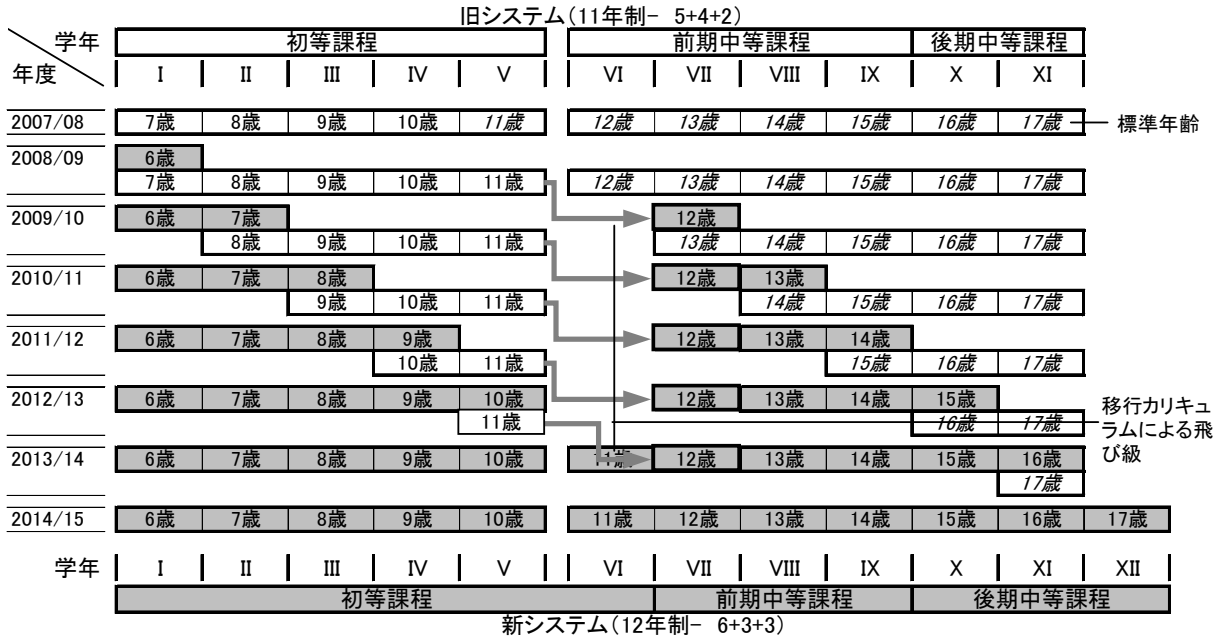 旧システム（11年制- 5+4+2）
学年 初等課程 前期中等課程 後期中等課程
年度 I II III IV V VI VII VIII IX X XI
2007/08 7歳 8歳 9歳 10歳 11歳 12歳 13歳 14歳 15歳 16歳 17歳 標準年齢
2008/09 6歳
7歳 8歳 9歳 10歳 11歳 12歳 13歳 14歳 15歳 16歳 17歳
2009/10 6歳 7歳 12歳
8歳 9歳 10歳 11歳 13歳 14歳 15歳 16歳 17歳
2010/11 6歳 7歳 8歳 12歳 13歳
9歳 10歳 11歳 14歳 15歳 16歳 17歳
2011/12 6歳 7歳 8歳 9歳 12歳 13歳 14歳
10歳 11歳 15歳 16歳 17歳
2012/13 6歳 7歳 8歳 9歳 10歳 12歳 13歳 14歳 15歳
11歳 16歳 17歳
移行カリキュ
ラムによる飛
び級
2013/14 6歳 7歳 8歳 9歳 10歳 11歳 12歳 13歳 14歳 15歳 16歳
17歳
2014/15 6歳 7歳 8歳 9歳 10歳 11歳 12歳 13歳 14歳 15歳 16歳 17歳
学年 I II III IV V VI VII VIII IX X XI XII
初等課程 前期中等課程 後期中等課程
新システム（12年制- 6+3+3）